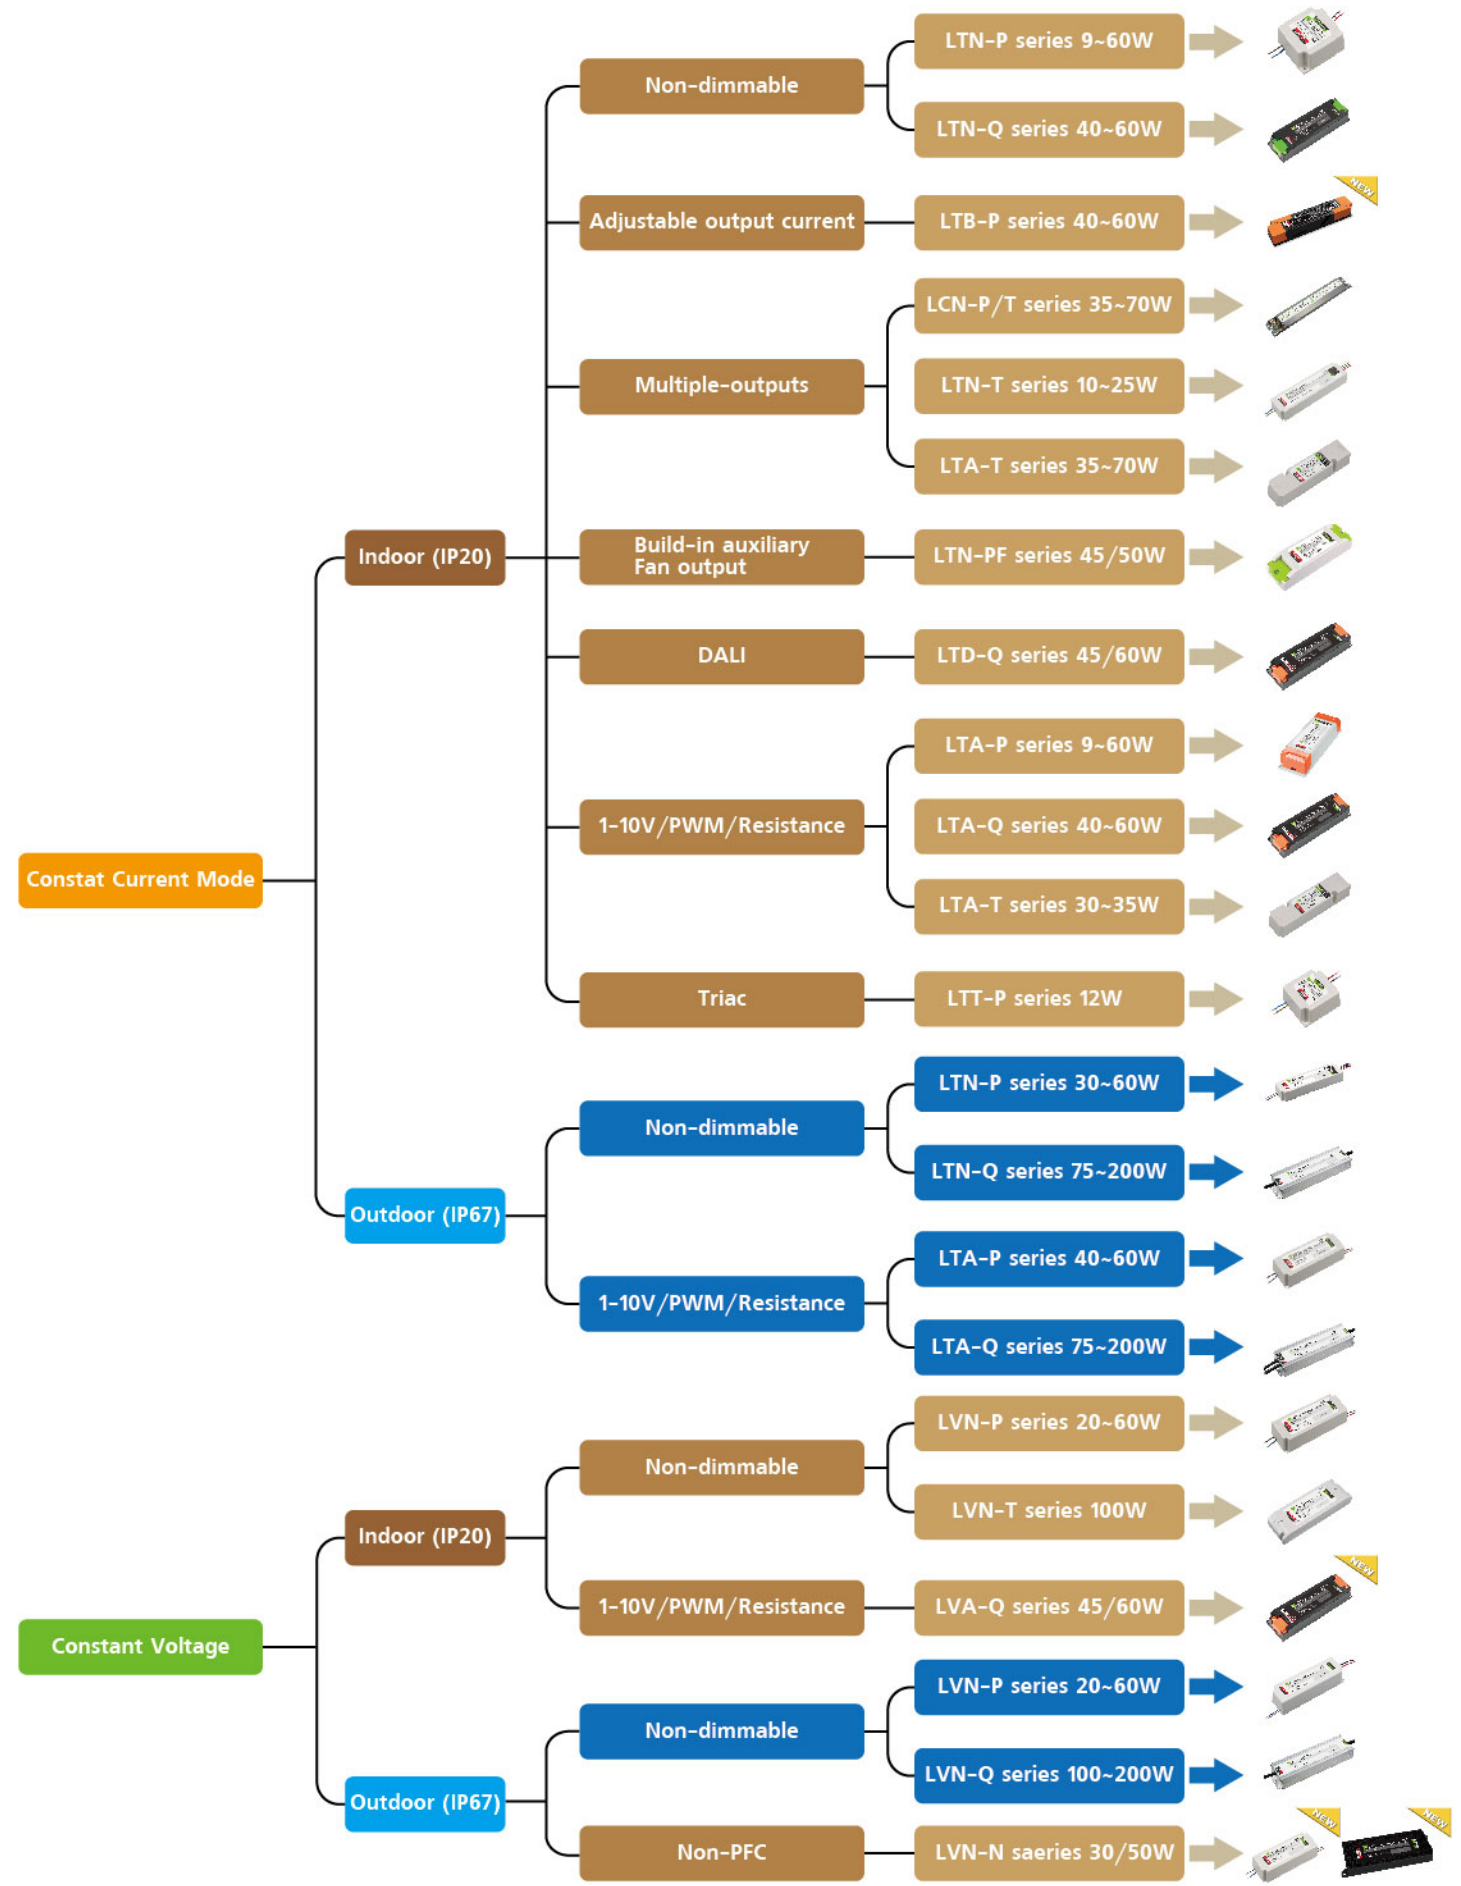 LTN-P series 9~60W
Non-dimmable
LTN-Q series 40~60W
NEW
Adjustable output current
LTB-P series 40~60W
LCN-P/T series 35~70W
Multiple-outputs
LTN-T series 10~25W
LTA-T series 35~70W
Indoor (IP20)
Build-in auxiliary
Fan output
LTN-PF series 45/50W
DALI
LTD-Q series 45/60W
LTA-P series 9~60W
1-10V/PWM/Resistance
LTA-Q series 40~60W
Constat Current Mode
LTA-T series 30~35W
Triac
LTT-P series 12W
LTN-P series 30~60W
Non-dimmable
LTN-Q series 75~200W
Outdoor (IP67)
LTA-P series 40~60W
1-10V/PWM/Resistance
LTA-Q series 75~200W
LVN-P series 20~60W
Non-dimmable
LVN-T series 100W
Indoor (IP20)
NEW
1-10V/PWM/Resistance
LVA-Q series 45/60W
Constant Voltage
LVN-P series 20~60W
Non-dimmable
LVN-Q series 100~200W
Outdoor (IP67)
NEW
NEW
Non-PFC
LVN-N saeries 30/50W